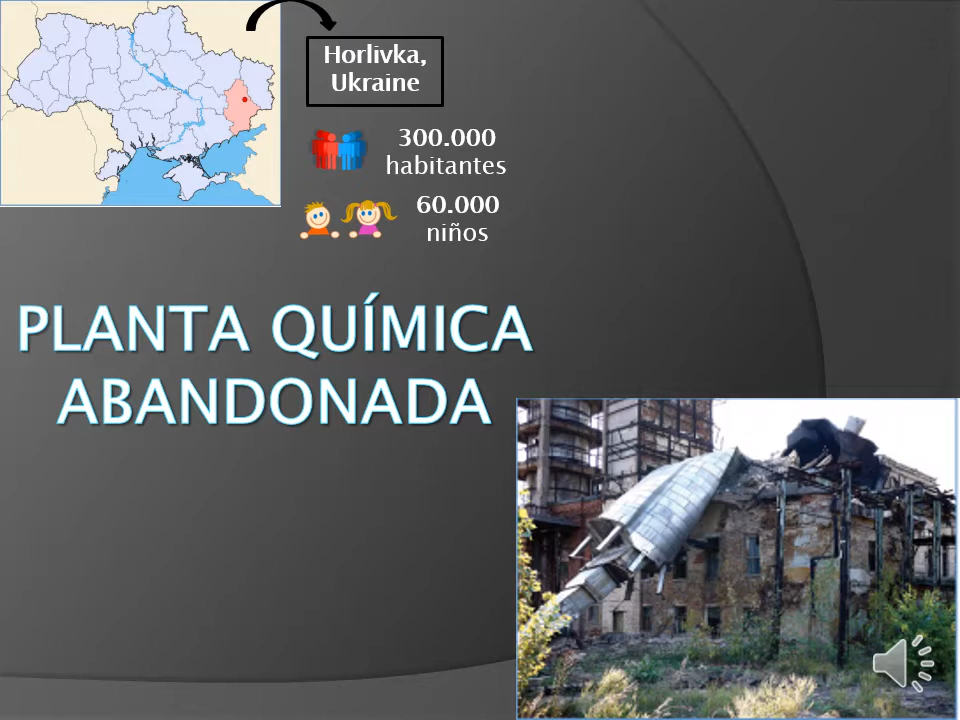 Horlivka,
Ukraine
300.000
habitantes
60.000
niños
PLANTA QUÍMICA
ABANDONADA